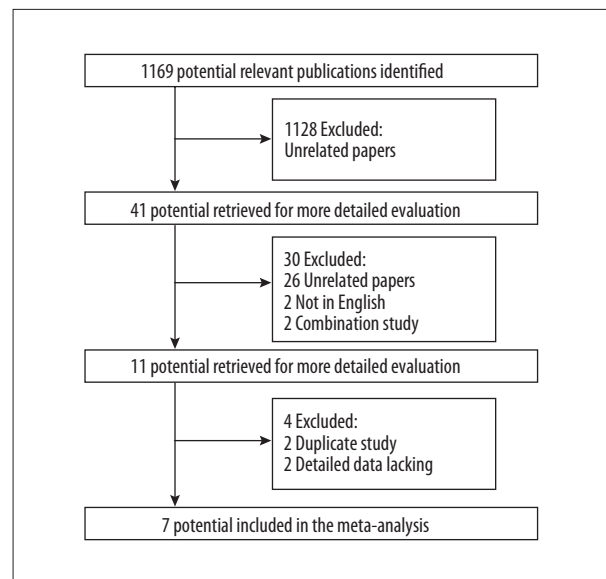 1169 potential relevant publications identified
1128 Excluded:
Unrelated papers
41 potential retrieved for more detailed evaluation
30 Excluded:
26 Unrelated papers
2 Not in English
2 Combination study
11 potential retrieved for more detailed evaluation
4 Excluded:
2 Duplicate study
2 Detailed data lacking
7 potential included in the meta-analysis